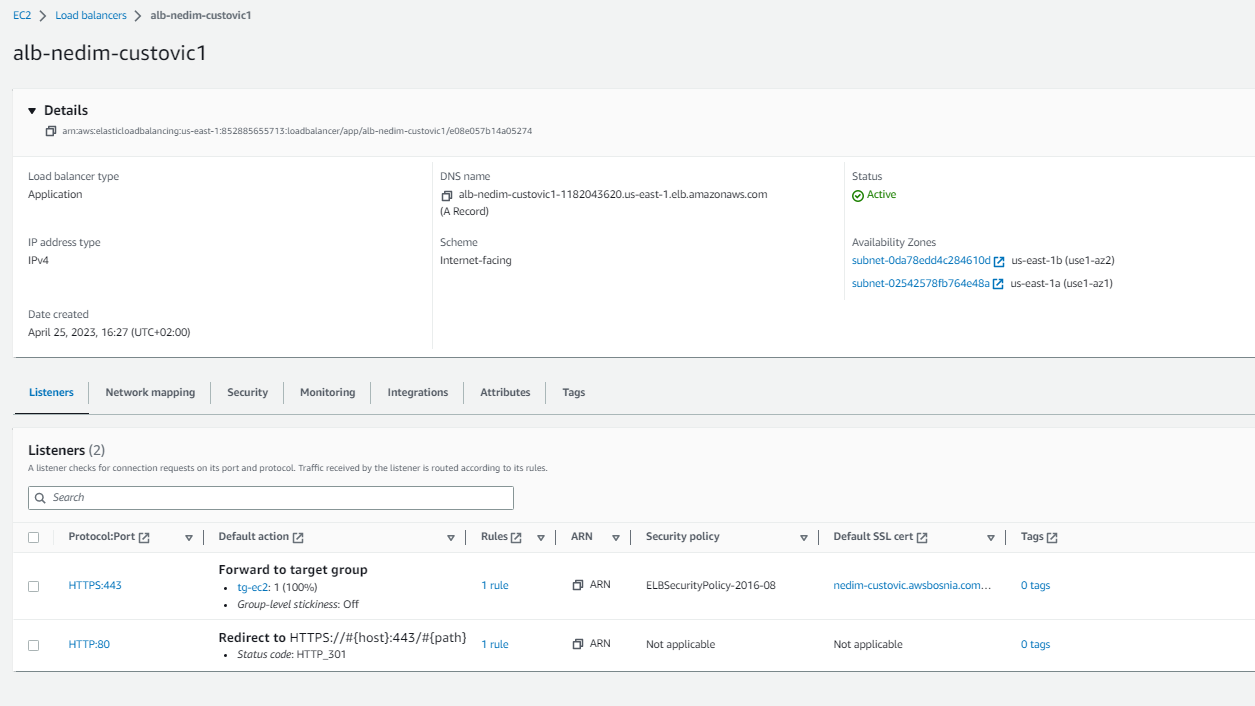 EC2 > Load balancers > alb-nedim-custovic1
alb-nedim-custovic1
Details
arn:aws:elasticloadbalancing:us-east-1:852885655713:loadbalancer/app/alb-nedim-custovic1/e08e057b14a05274
Load balancer type
Application
DNS name
alb-nedim-custovic1-1182043620.us-east-1.elb.amazonaws.com
(A Record)
Status
Active
IP address type
IPv4
Scheme
Internet-facing
Availability Zones
subnet-0da78edd4c284610d us-east-1b (use1-az2)
subnet-02542578fb764e48a us-east-1a (use1-az1)
Date created
April 25, 2023, 16:27 (UTC+02:00)
Listeners Network mapping Security Monitoring Integrations Attributes Tags
Listeners (2)
A listener checks for connection requests on its port and protocol. Traffic received by the listener is routed according to its rules.
Search
Protocol:Port Default action Rules ARN Security policy Default SSL cert Tags
Forward to target group
HTTPS:443 • tg-ec2: 1 (100%) 1 rule ARN ELBSecurityPolicy-2016-08 nedim-custovic.awsbosnia.com… 0 tags
• Group-level stickiness: Off
Redirect to HTTPS://#{host}:443/#{path}
HTTP:80 1 rule ARN Not applicable Not applicable 0 tags
• Status code: HTTP_301